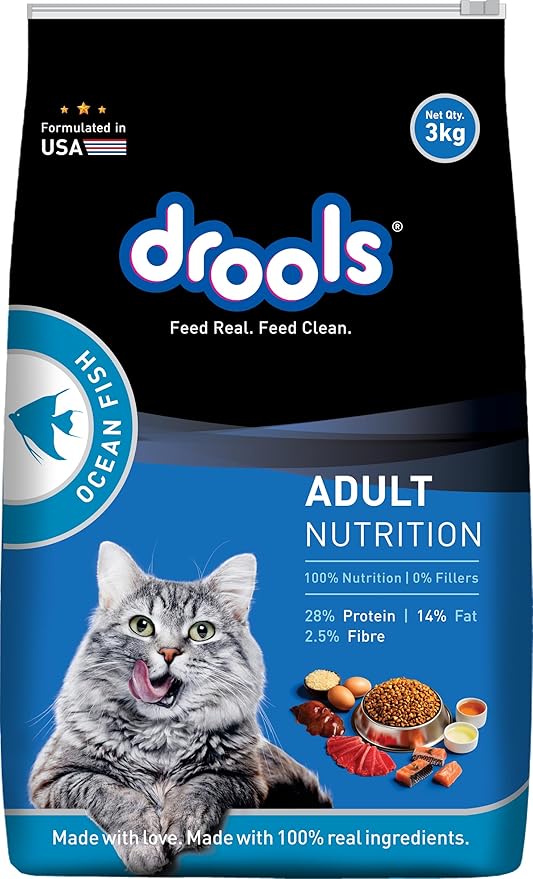 Formulated in
USA
Net Qty.
3kg
drools®
Feed Real. Feed Clean.
OCEAN FISH
ADULT
NUTRITION
100% Nutrition | 0% Fillers
28% Protein | 14% Fat
2.5% Fibre
Made with love. Made with 100% real ingredients.